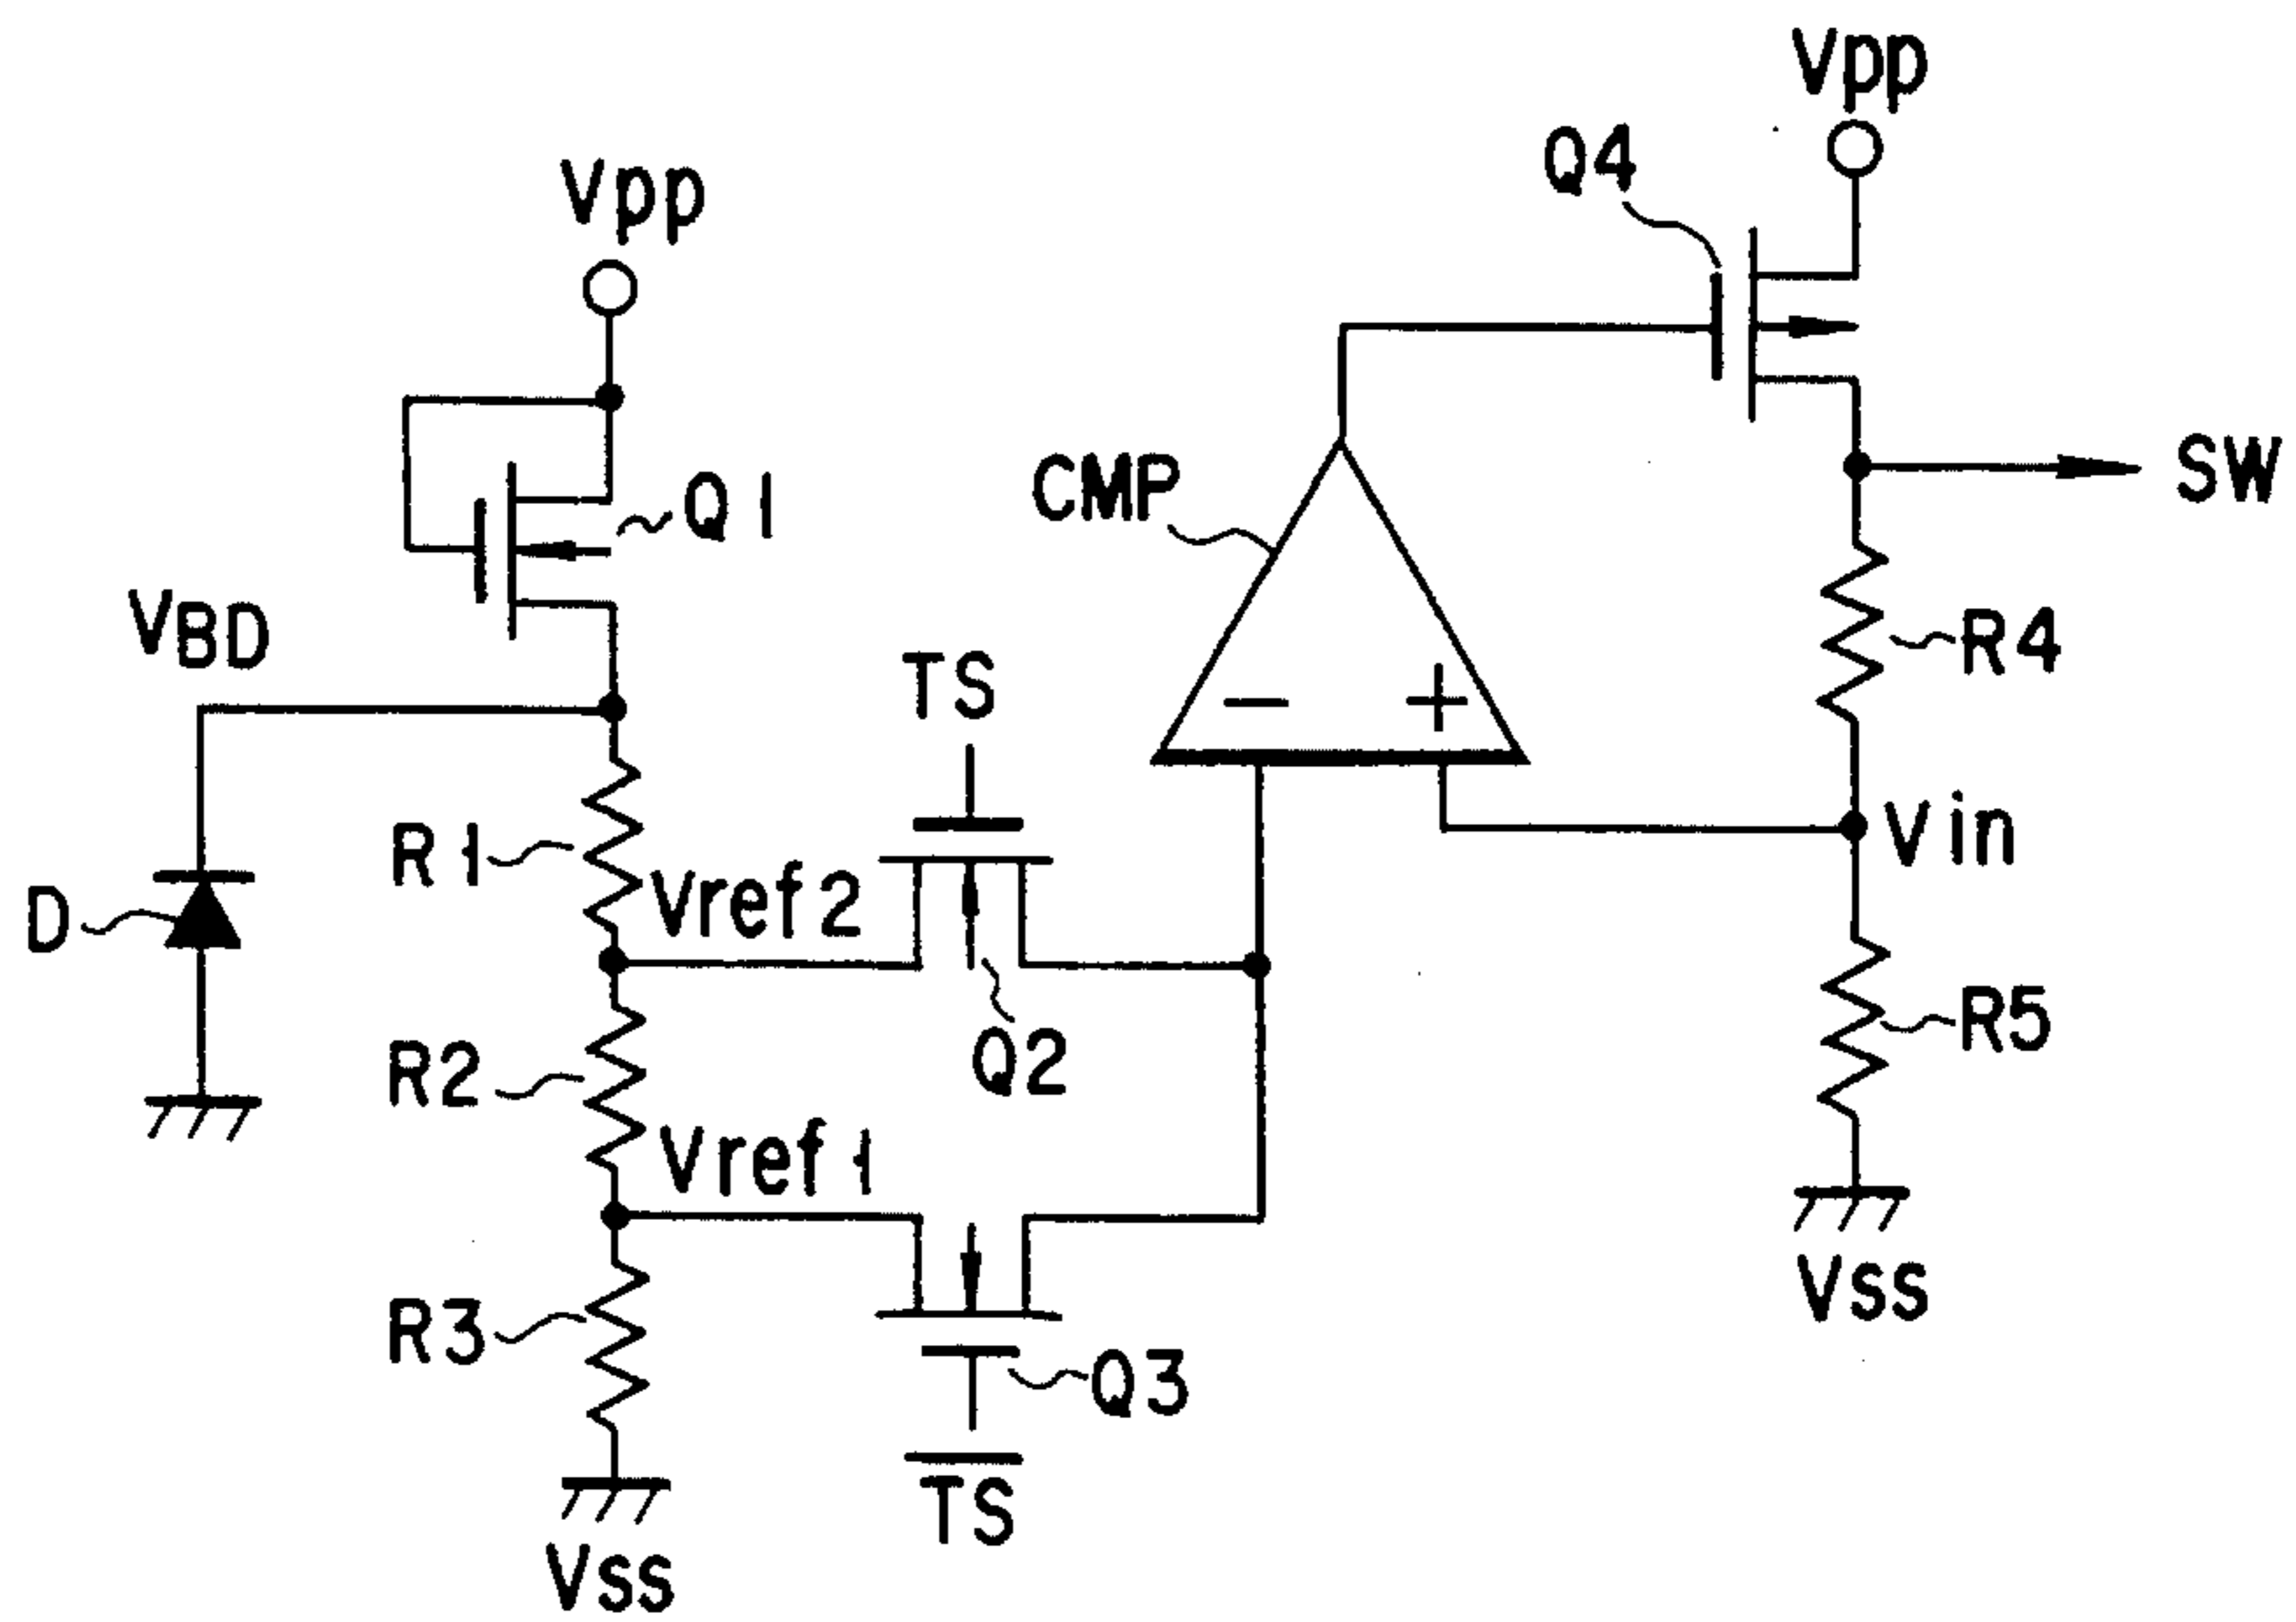 Vpp
Q4
Vpp
SW
CMP
Q1
VBD
R4
TS
− +
Vin
R1
Vref2
D
R5
Q2
R2
Vref1
Vss
R3
Q3
T̅S̅
Vss